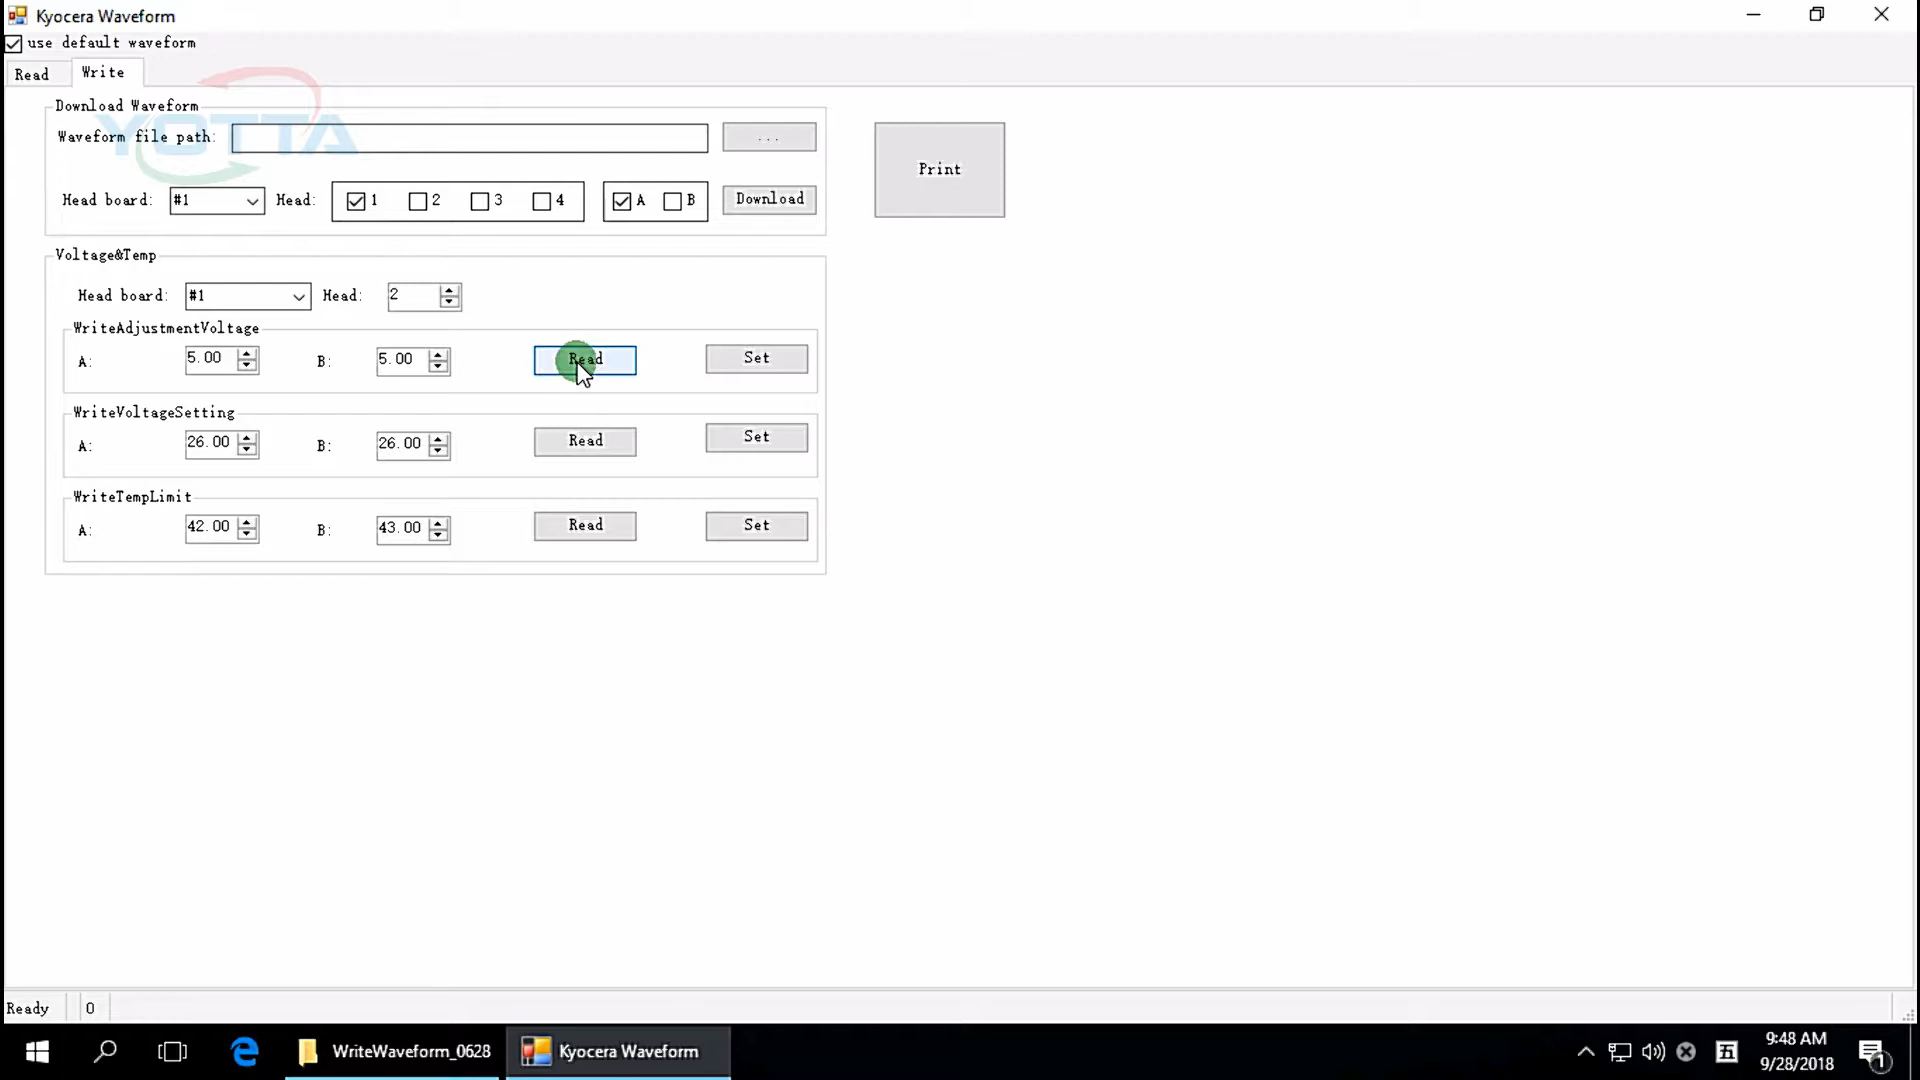 Kyocera Waveform
use default waveform
Read Write
YOTTA
Download Waveform
Waveform file path: ...
Head board: #1 Head: 1 2 3 4 A B Download
Print
Voltage&Temp
Head board: #1 Head: 2
WriteAdjustmentVoltage
A: 5.00 B: 5.00 Read Set
WriteVoltageSetting
A: 26.00 B: 26.00 Read Set
WriteTempLimit
A: 42.00 B: 43.00 Read Set
Ready 0
WriteWaveform_0628 Kyocera Waveform 五 9:48 AM
9/28/2018 1